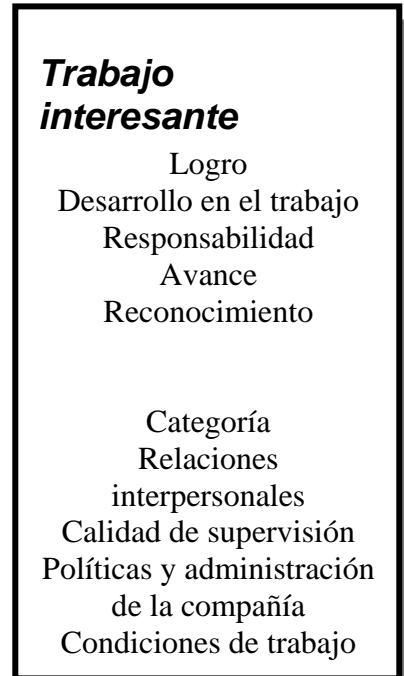 Trabajo
interesante
Logro
Desarrollo en el trabajo
Responsabilidad
Avance
Reconocimiento
Categoría
Relaciones
interpersonales
Calidad de supervisión
Políticas y administración
de la compañía
Condiciones de trabajo